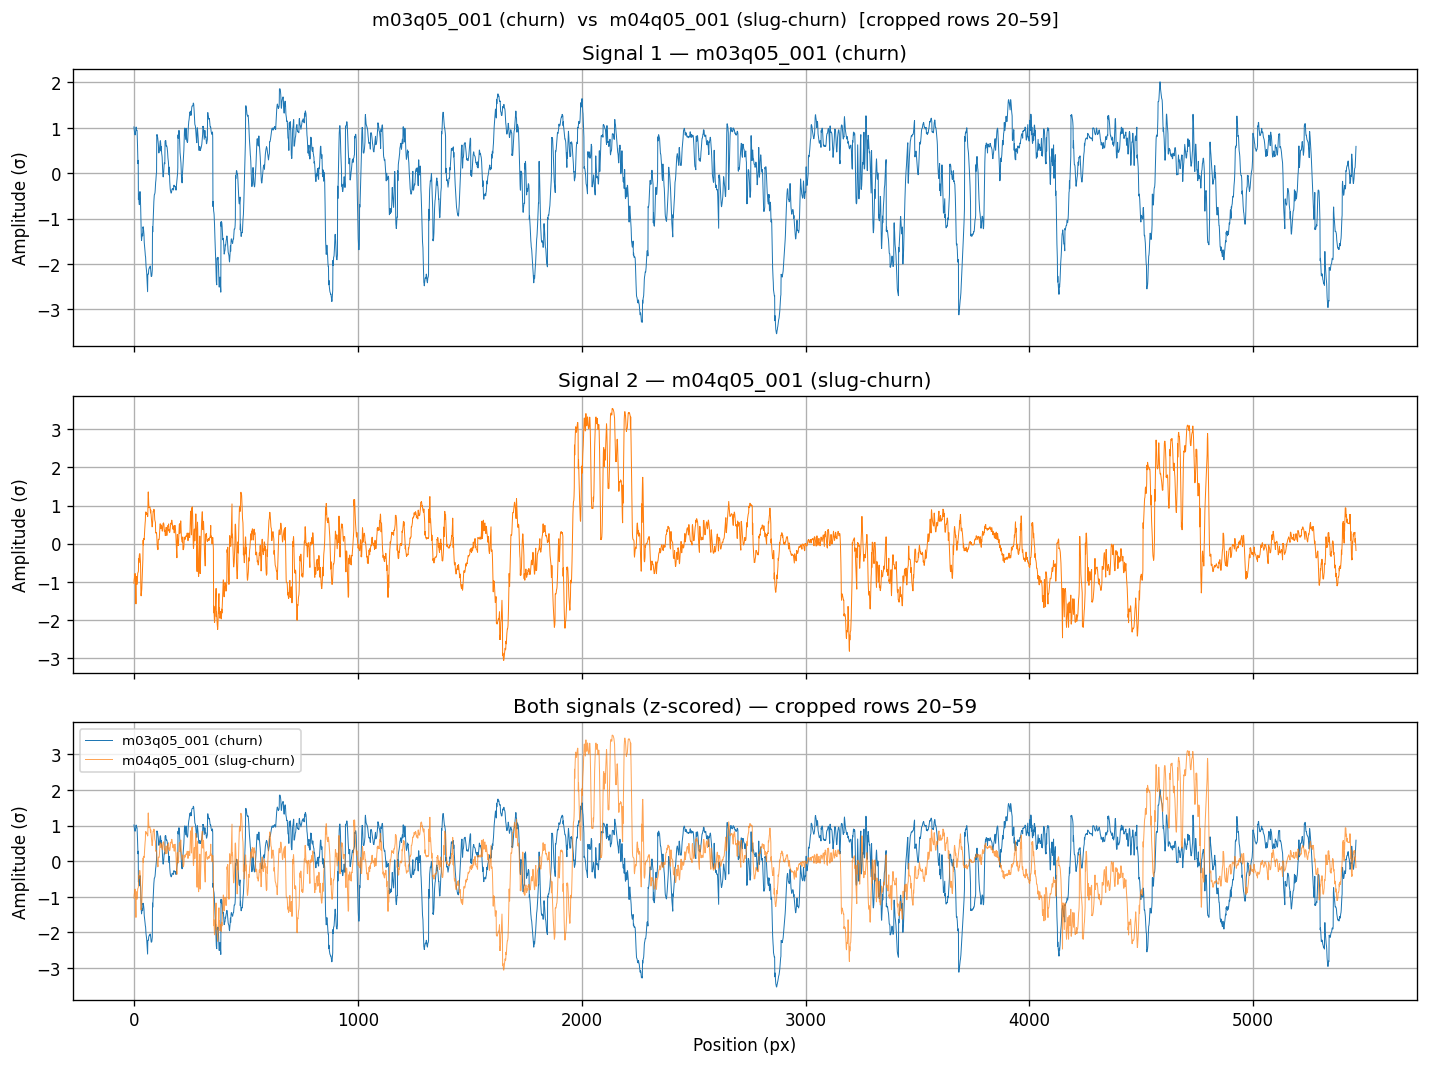 m03q05_001 (churn)  vs  m04q05_001 (slug-churn)  [cropped rows 20–59]
Signal 1 — m03q05_001 (churn)
2
1
0
−1
−2
−3
Amplitude (σ)
Signal 2 — m04q05_001 (slug-churn)
3
2
1
0
−1
−2
−3
Amplitude (σ)
Both signals (z-scored) — cropped rows 20–59
m03q05_001 (churn)
m04q05_001 (slug-churn)
3
2
1
0
−1
−2
−3
Amplitude (σ)
0 1000 2000 3000 4000 5000
Position (px)